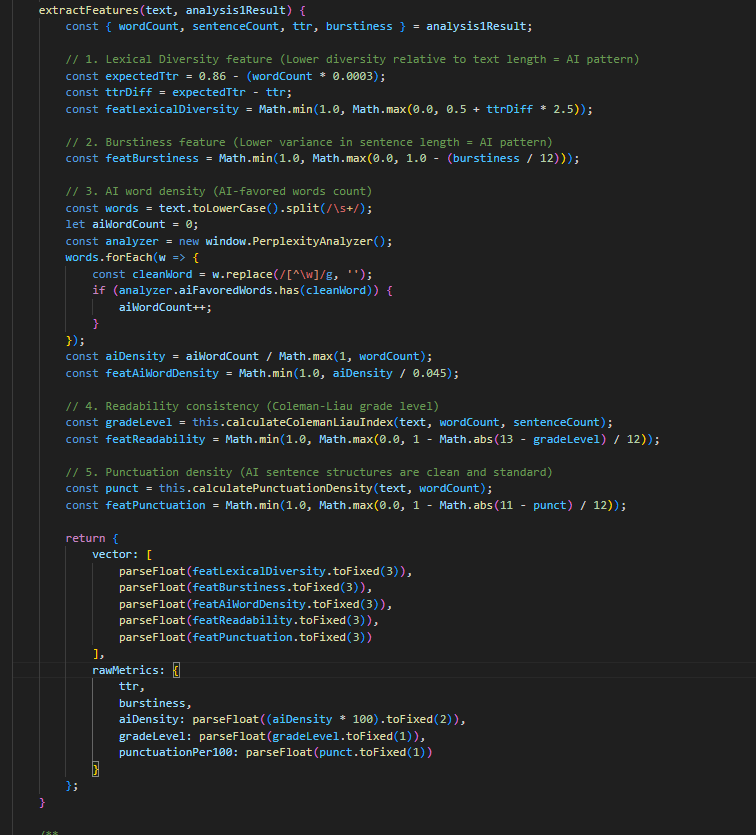 extractFeatures(text, analysis1Result) {
const { wordCount, sentenceCount, ttr, burstiness } = analysis1Result;
// 1. Lexical Diversity feature (Lower diversity relative to text length = AI pattern)
const expectedTtr = 0.86 - (wordCount * 0.0003);
const ttrDiff = expectedTtr - ttr;
const featLexicalDiversity = Math.min(1.0, Math.max(0.0, 0.5 + ttrDiff * 2.5));
// 2. Burstiness feature (Lower variance in sentence length = AI pattern)
const featBurstiness = Math.min(1.0, Math.max(0.0, 1.0 - (burstiness / 12)));
// 3. AI word density (AI-favored words count)
const words = text.toLowerCase().split(/\s+/);
let aiWordCount = 0;
const analyzer = new window.PerplexityAnalyzer();
words.forEach(w => {
const cleanWord = w.replace(/[^\w]/g, '');
if (analyzer.aiFavoredWords.has(cleanWord)) {
aiWordCount++;
}
});
const aiDensity = aiWordCount / Math.max(1, wordCount);
const featAiWordDensity = Math.min(1.0, aiDensity / 0.045);
// 4. Readability consistency (Coleman-Liau grade level)
const gradeLevel = this.calculateColemanLiauIndex(text, wordCount, sentenceCount);
const featReadability = Math.min(1.0, Math.max(0.0, 1 - Math.abs(13 - gradeLevel) / 12));
// 5. Punctuation density (AI sentence structures are clean and standard)
const punct = this.calculatePunctuationDensity(text, wordCount);
const featPunctuation = Math.min(1.0, Math.max(0.0, 1 - Math.abs(11 - punct) / 12));
return {
vector: [
parseFloat(featLexicalDiversity.toFixed(3)),
parseFloat(featBurstiness.toFixed(3)),
parseFloat(featAiWordDensity.toFixed(3)),
parseFloat(featReadability.toFixed(3)),
parseFloat(featPunctuation.toFixed(3))
],
rawMetrics: {
ttr,
burstiness,
aiDensity: parseFloat((aiDensity * 100).toFixed(2)),
gradeLevel: parseFloat(gradeLevel.toFixed(1)),
punctuationPer100: parseFloat(punct.toFixed(1))
}
};
}
/**